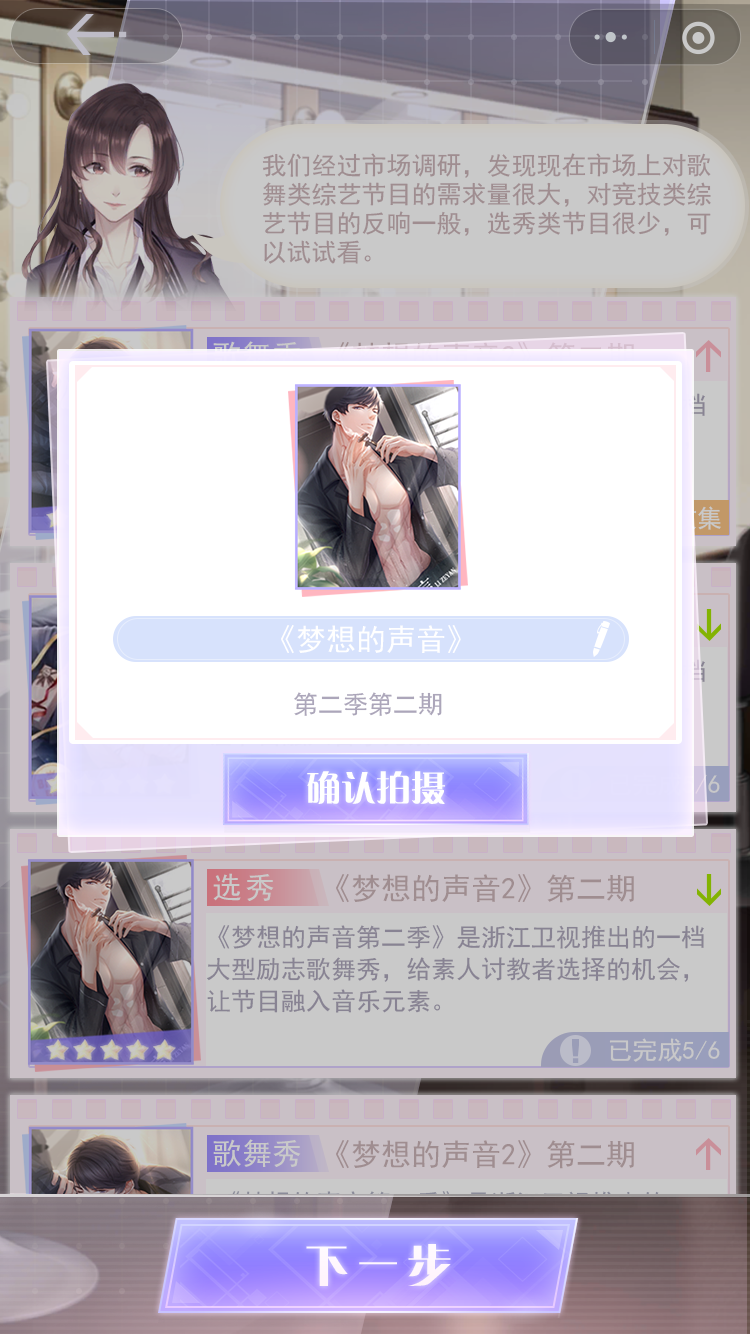 我们经过市场调研，发现现在市场上对歌
舞类综艺节目的需求量很大，对竞技类综
艺节目的反响一般，选秀类节目很少，可
以试试看。
档
集
LI ZEYAN
《梦想的声音》
第二季第二期
档
/6
确认拍摄
选秀 《梦想的声音2》第二期
《梦想的声音第二季》是浙江卫视推出的一档
大型励志歌舞秀，给素人讨教者选择的机会，
让节目融入音乐元素。
已完成5/6
歌舞秀 《梦想的声音2》第二期
下一步